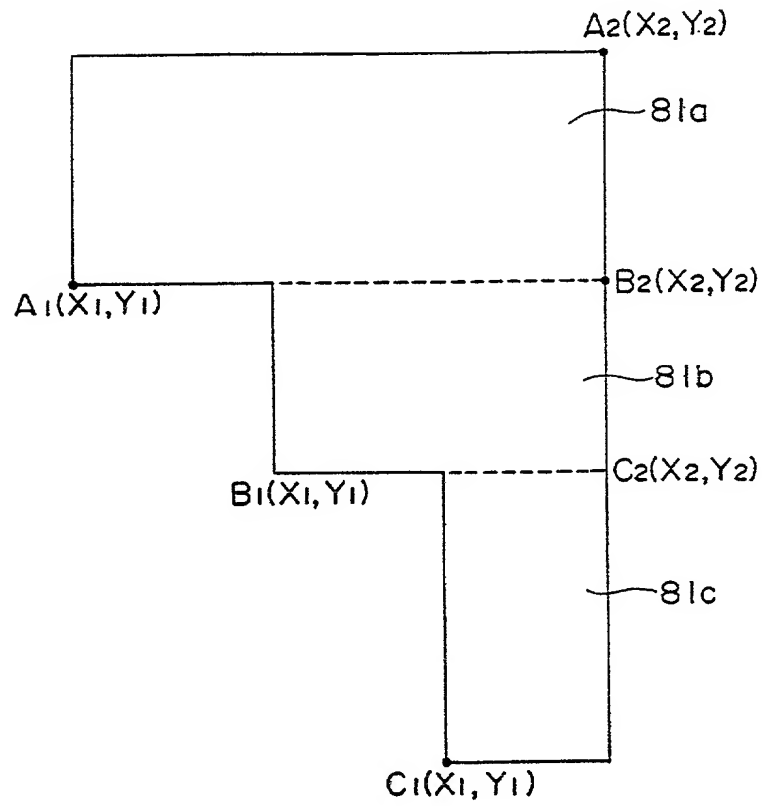 A2(X2,Y2)
81a
A1(X1,Y1)
B2(X2,Y2)
81b
B1(X1,Y1)
C2(X2,Y2)
81c
C1(X1,Y1)